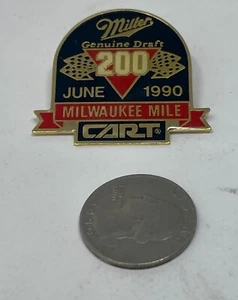 Miller
Genuine Draft
200
JUNE 1990
MILWAUKEE MILE
CART®